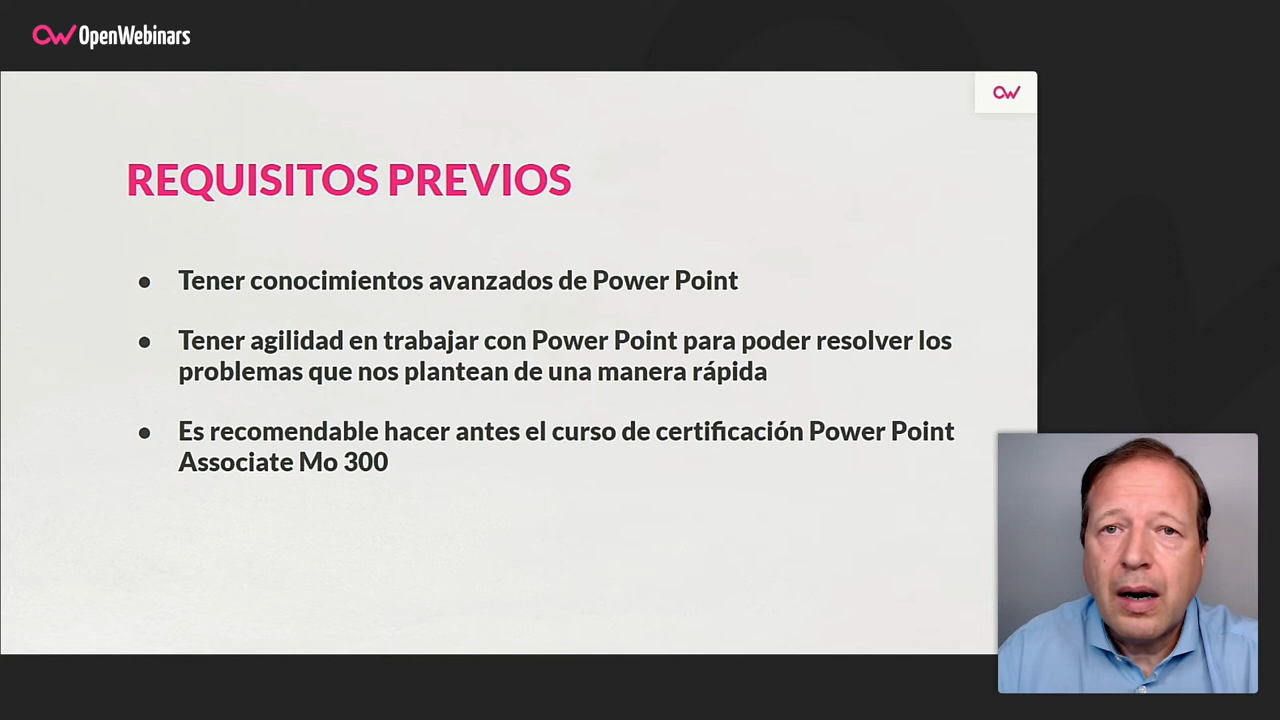 OpenWebinars
REQUISITOS PREVIOS
● Tener conocimientos avanzados de Power Point
● Tener agilidad en trabajar con Power Point para poder resolver los
problemas que nos plantean de una manera rápida
● Es recomendable hacer antes el curso de certificación Power Point
Associate Mo 300